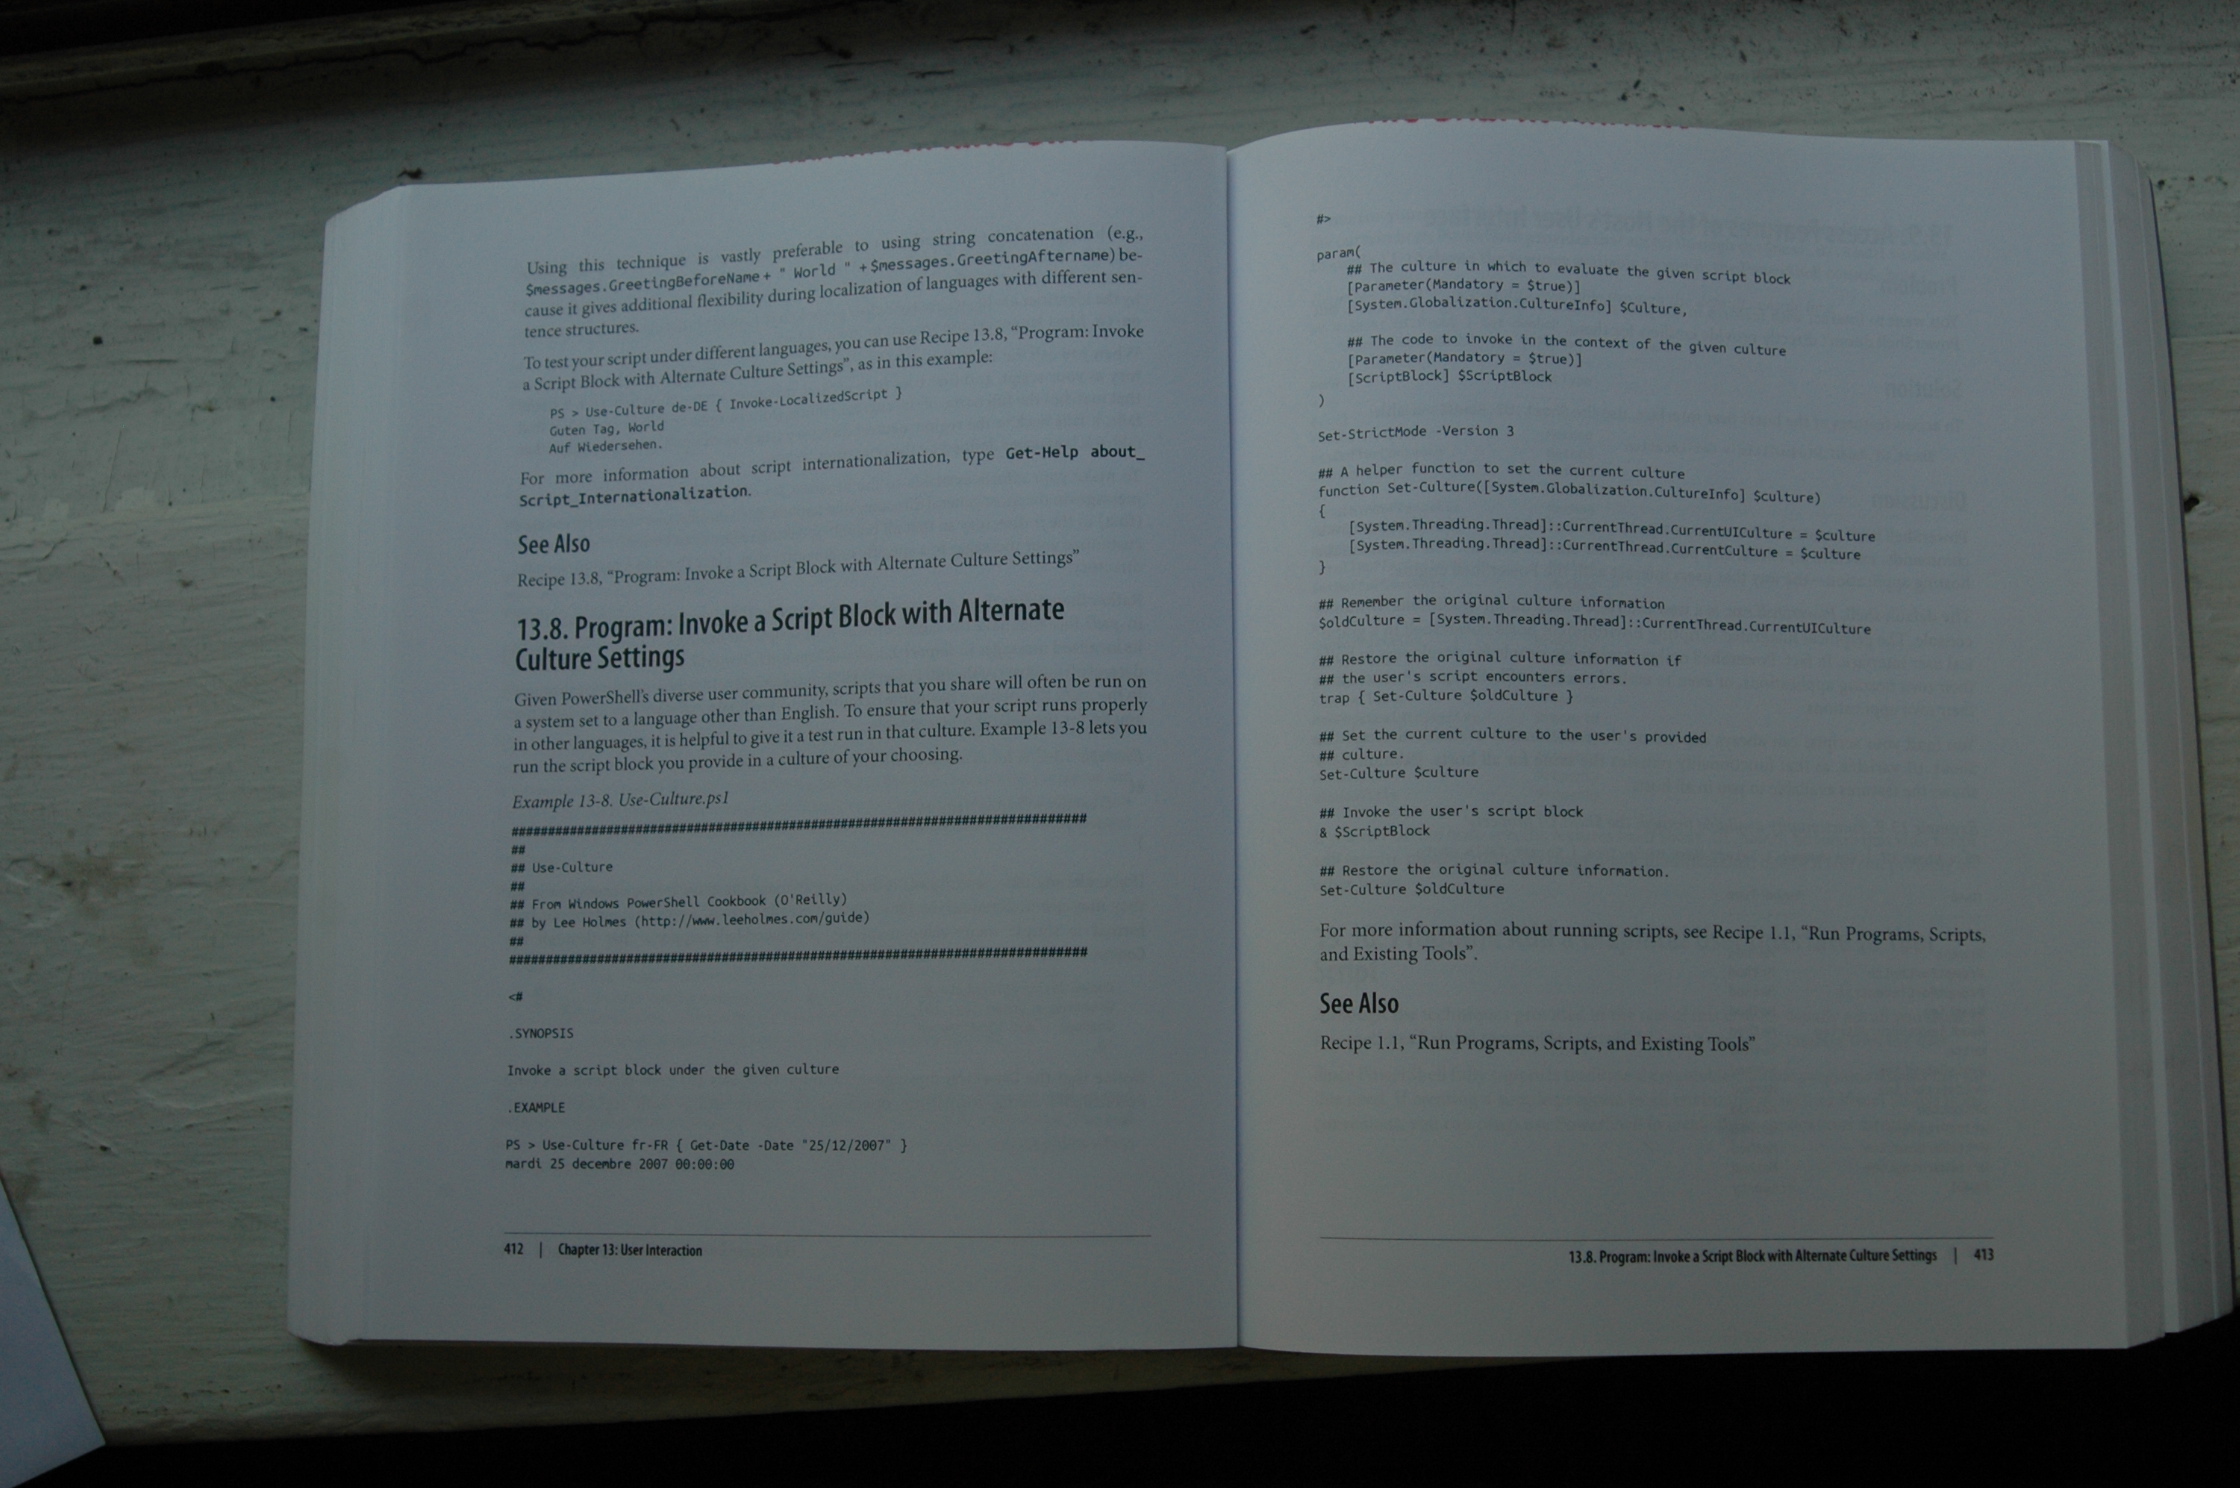 Using this technique is vastly preferable to using string concatenation (e.g.,
$messages.GreetingBeforeName + " World " + $messages.GreetingAftername) be-
cause it gives additional flexibility during localization of languages with different sen-
tence structures.
To test your script under different languages, you can use Recipe 13.8, “Program: Invoke
a Script Block with Alternate Culture Settings”, as in this example:
PS > Use-Culture de-DE { Invoke-LocalizedScript }
Guten Tag, World
Auf Wiedersehen.
For more information about script internationalization, type Get-Help about_
Script_Internationalization.
See Also
Recipe 13.8, “Program: Invoke a Script Block with Alternate Culture Settings”
13.8. Program: Invoke a Script Block with Alternate
Culture Settings
Given PowerShell’s diverse user community, scripts that you share will often be run on
a system set to a language other than English. To ensure that your script runs properly
in other languages, it is helpful to give it a test run in that culture. Example 13-8 lets you
run the script block you provide in a culture of your choosing.
Example 13-8. Use-Culture.ps1
##############################################################################
##
## Use-Culture
##
## From Windows PowerShell Cookbook (O'Reilly)
## by Lee Holmes (http://www.leeholmes.com/guide)
##
##############################################################################
<#
.SYNOPSIS
Invoke a script block under the given culture
.EXAMPLE
PS > Use-Culture fr-FR { Get-Date -Date "25/12/2007" }
mardi 25 decembre 2007 00:00:00
412 | Chapter 13: User Interaction
#>
param(
## The culture in which to evaluate the given script block
[Parameter(Mandatory = $true)]
[System.Globalization.CultureInfo] $Culture,
## The code to invoke in the context of the given culture
[Parameter(Mandatory = $true)]
[ScriptBlock] $ScriptBlock
)
Set-StrictMode -Version 3
## A helper function to set the current culture
function Set-Culture([System.Globalization.CultureInfo] $culture)
{
[System.Threading.Thread]::CurrentThread.CurrentUICulture = $culture
[System.Threading.Thread]::CurrentThread.CurrentCulture = $culture
}
## Remember the original culture information
$oldCulture = [System.Threading.Thread]::CurrentThread.CurrentUICulture
## Restore the original culture information if
## the user's script encounters errors.
trap { Set-Culture $oldCulture }
## Set the current culture to the user's provided
## culture.
Set-Culture $culture
## Invoke the user's script block
& $ScriptBlock
## Restore the original culture information.
Set-Culture $oldCulture
For more information about running scripts, see Recipe 1.1, “Run Programs, Scripts,
and Existing Tools”.
See Also
Recipe 1.1, “Run Programs, Scripts, and Existing Tools”
13.8. Program: Invoke a Script Block with Alternate Culture Settings | 413